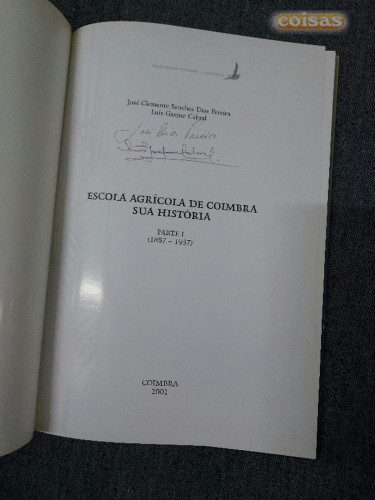 coisas
José Clemente Sanches Dias Pereira
Luís Gaspar Cabral
ESCOLA AGRÍCOLA DE COIMBRA
SUA HISTÓRIA
PARTE I
(1887 - 1937)
COIMBRA